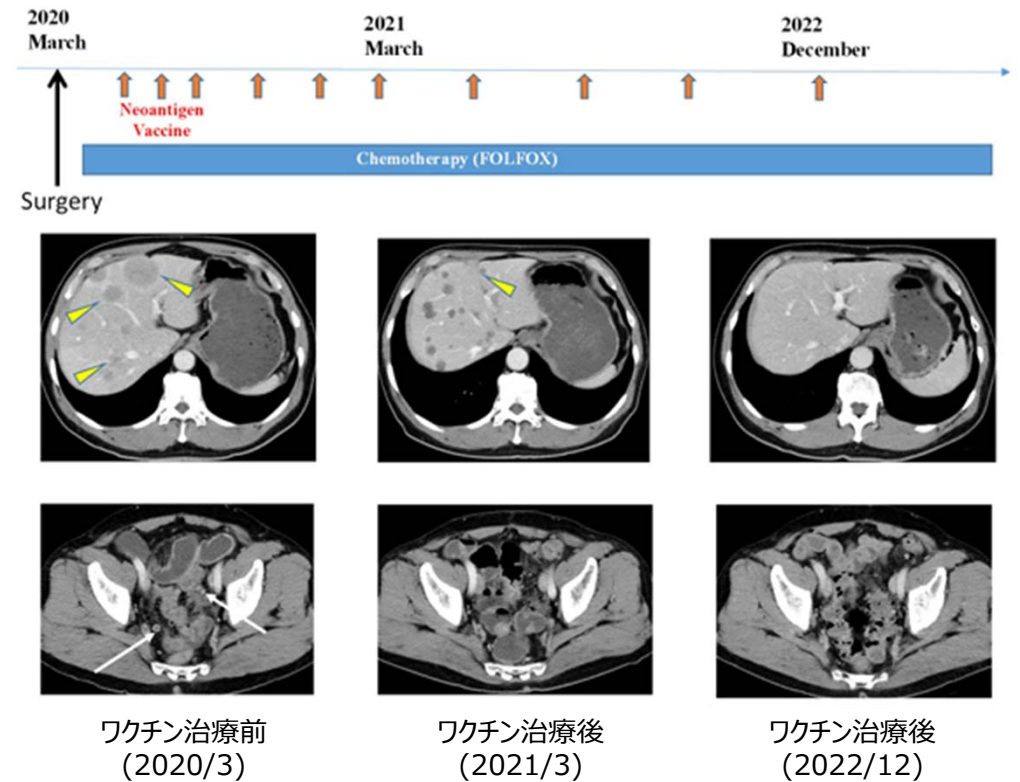 2020
March
2021
March
2022
December
Neoantigen
Vaccine
Chemotherapy (FOLFOX)
Surgery
ワクチン治療前
(2020/3)
ワクチン治療後
(2021/3)
ワクチン治療後
(2022/12)